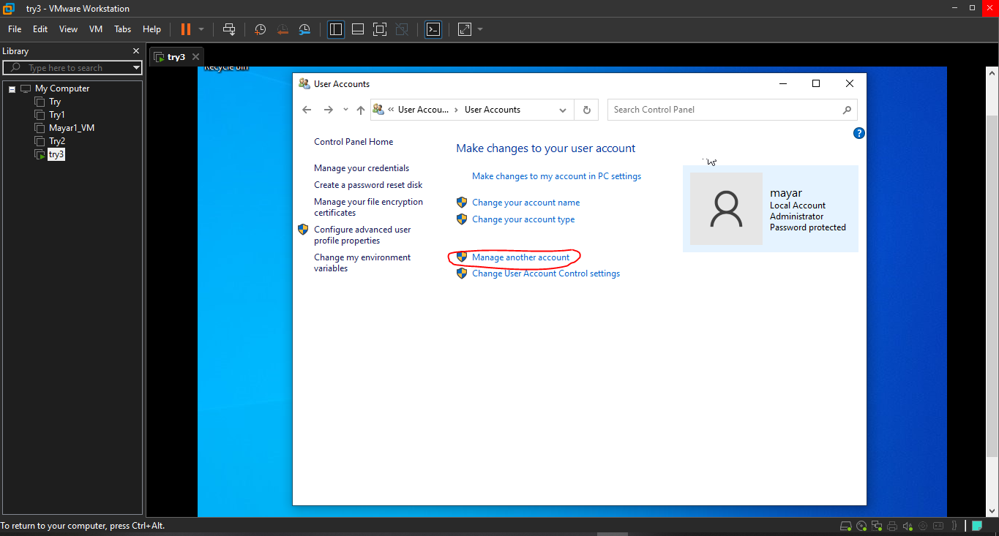 try3 - VMware Workstation
File Edit View VM Tabs Help
Library
try3
Type here to search
My Computer
Try
Try1
Mayar1_VM
Try2
try3
Recycle Bin
User Accounts
« User Accou... › User Accounts
Search Control Panel
Control Panel Home
Manage your credentials
Create a password reset disk
Manage your file encryption
certificates
Configure advanced user
profile properties
Change my environment
variables
Make changes to your user account
Make changes to my account in PC settings
Change your account name
Change your account type
Manage another account
Change User Account Control settings
mayar
Local Account
Administrator
Password protected
To return to your computer, press Ctrl+Alt.